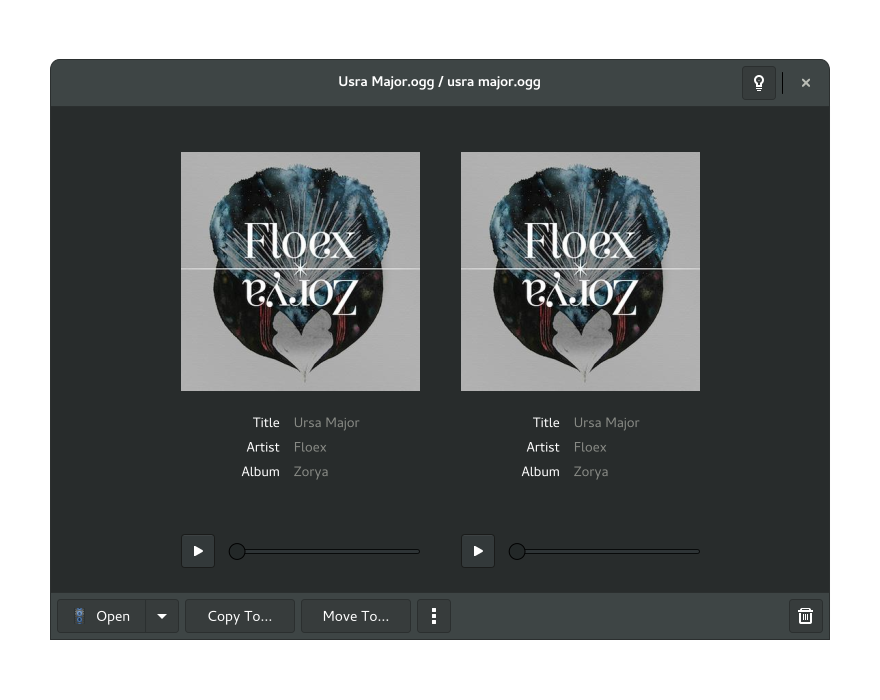 Usra Major.ogg / usra major.ogg
Floex
Zorya
Floex
Zorya
Title Ursa Major
Artist Floex
Album Zorya
Title Ursa Major
Artist Floex
Album Zorya
Open
Copy To...
Move To...